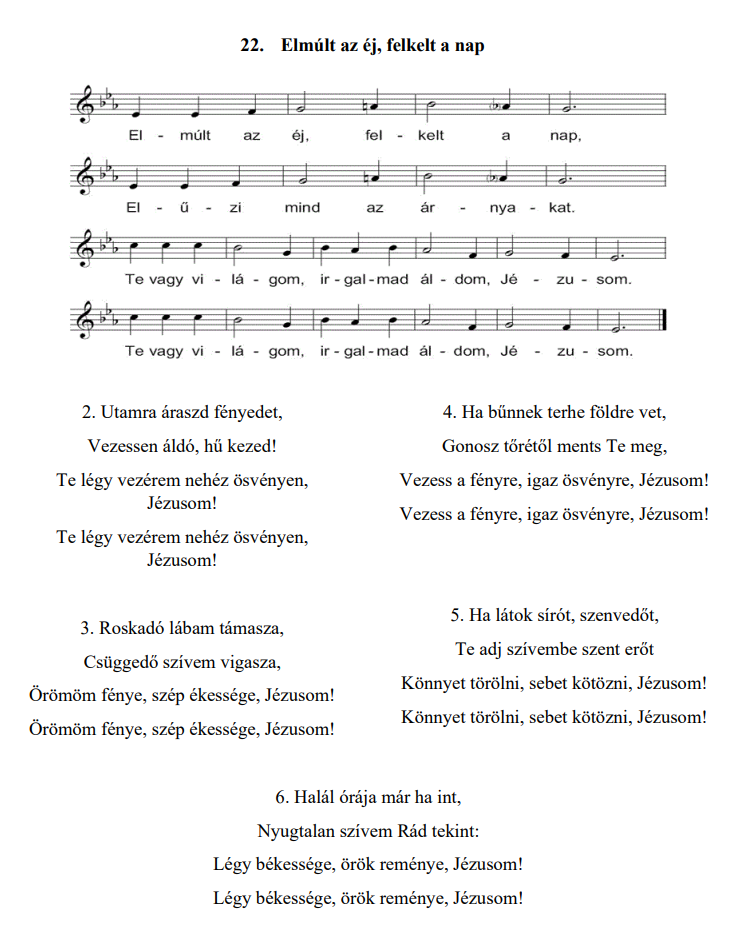 22. Elmúlt az éj, felkelt a nap
El - múlt az éj, fel - kelt a nap,
El - ű - zi mind az ár - nya - kat.
Te vagy vi - lá - gom, ir - gal - mad ál - dom, Jé - zu - som.
Te vagy vi - lá - gom, ir - gal - mad ál - dom, Jé - zu - som.
2. Utamra áraszd fényedet,
Vezessen áldó, hű kezed!
Te légy vezérem nehéz ösvényen,
Jézusom!
Te légy vezérem nehéz ösvényen,
Jézusom!
3. Roskadó lábam támasza,
Csüggedő szívem vigasza,
Örömöm fénye, szép ékessége, Jézusom!
Örömöm fénye, szép ékessége, Jézusom!
4. Ha bűnnek terhe földre vet,
Gonosz tőrétől ments Te meg,
Vezess a fényre, igaz ösvényre, Jézusom!
Vezess a fényre, igaz ösvényre, Jézusom!
5. Ha látok sírót, szenvedőt,
Te adj szívembe szent erőt
Könnyet törölni, sebet kötözni, Jézusom!
Könnyet törölni, sebet kötözni, Jézusom!
6. Halál órája már ha int,
Nyugtalan szívem Rád tekint:
Légy békessége, örök reménye, Jézusom!
Légy békessége, örök reménye, Jézusom!